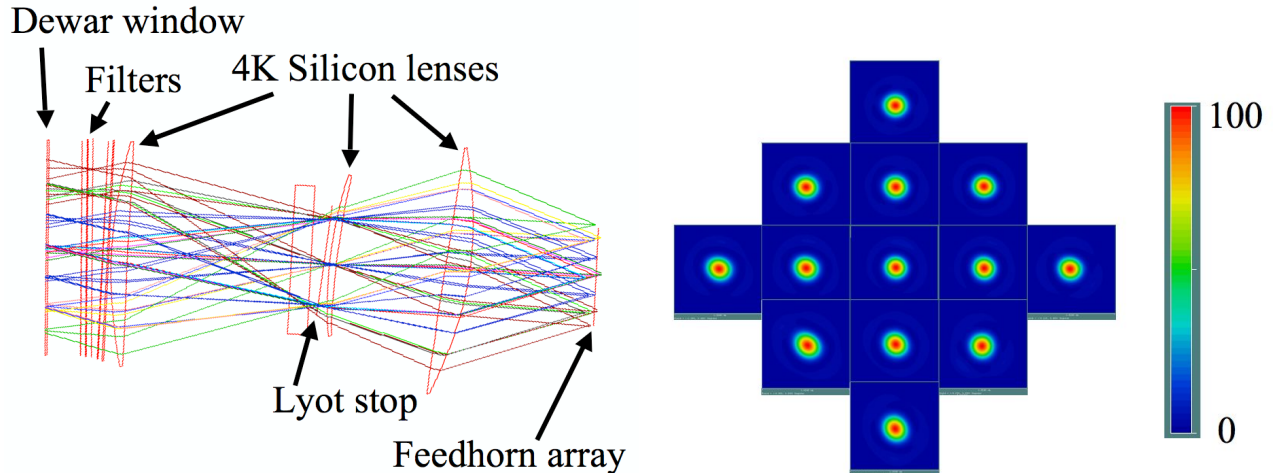 Dewar window
Filters
4K Silicon lenses
Lyot stop
Feedhorn array
100
0